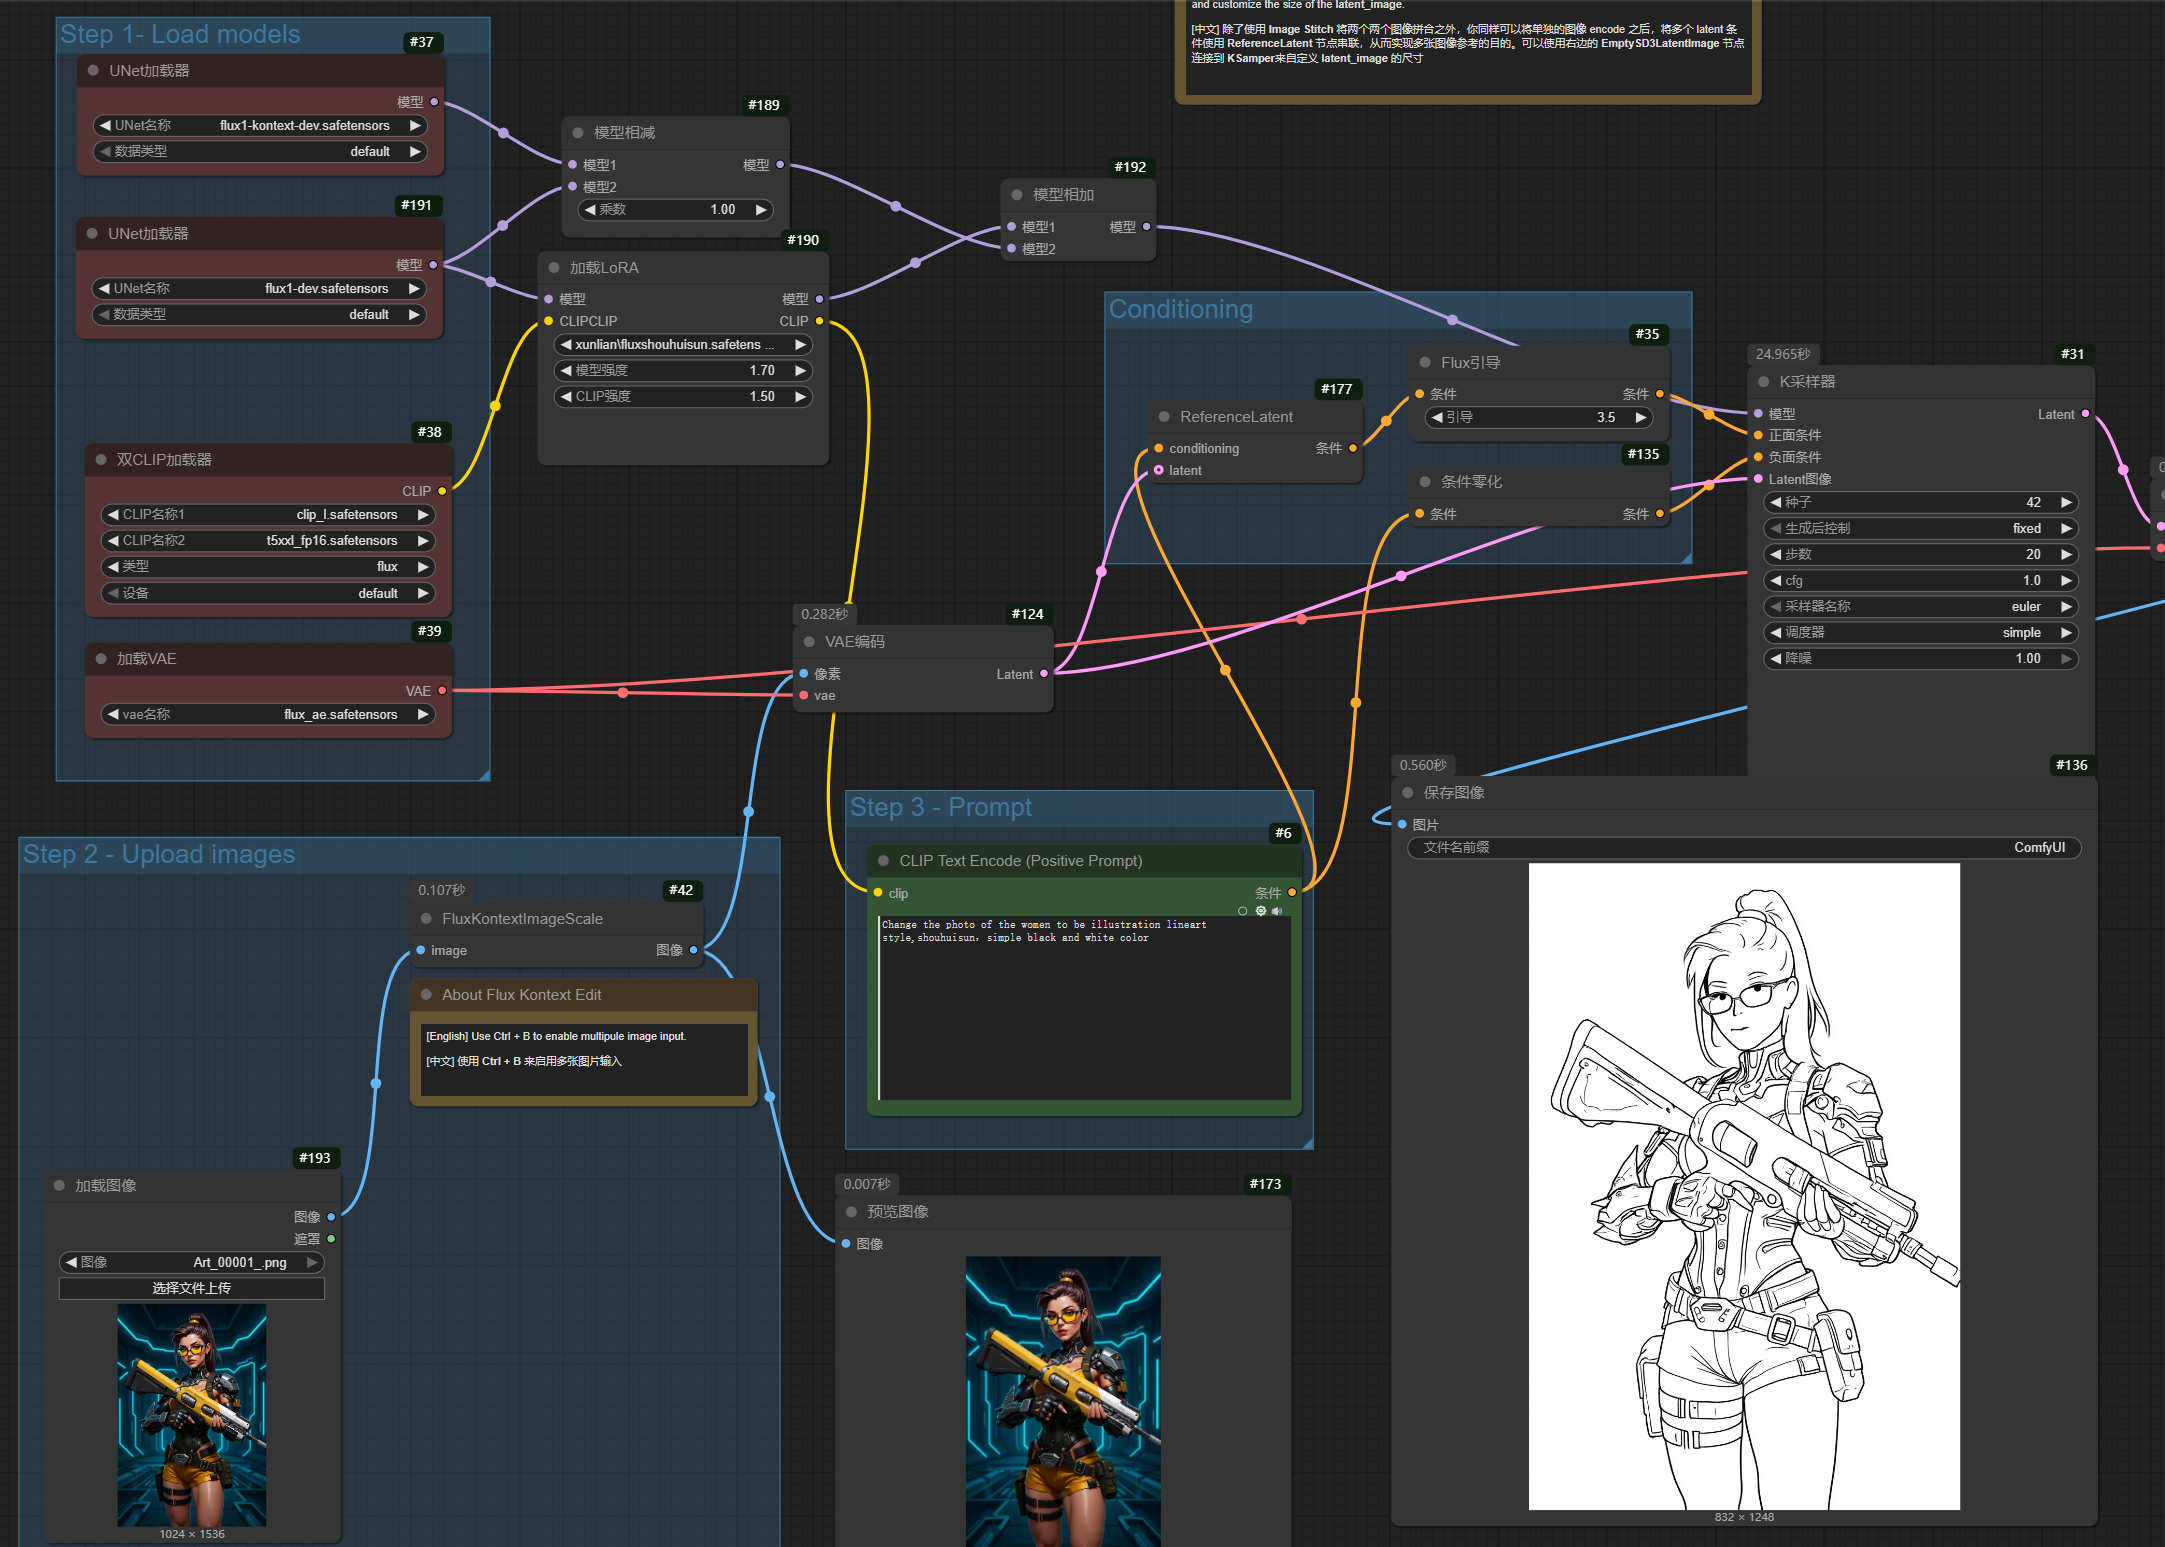 and customize the size of the latent_image.
[中文] 除了使用 Image Stitch 将两个两个图像拼合之外，你同样可以将单独的图像 encode 之后，将多个 latent 条
件使用 ReferenceLatent 节点串联，从而实现多张图像参考的目的。可以使用右边的 EmptySD3LatentImage 节点
连接到 KSamper来自定义 latent_image 的尺寸
Step 1- Load models
#37
UNet加载器
模型
UNet名称 flux1-kontext-dev.safetensors
数据类型 default
#191
UNet加载器
模型
UNet名称 flux1-dev.safetensors
数据类型 default
#38
双CLIP加载器
CLIP
CLIP名称1 clip_l.safetensors
CLIP名称2 t5xxl_fp16.safetensors
类型 flux
设备 default
#39
加载VAE
VAE
vae名称 flux_ae.safetensors
#189
模型相减
模型1 模型
模型2
乘数 1.00
#190
加载LoRA
模型 模型
CLIPCLIP CLIP
xunlian\fluxshouhuisun.safetens ...
模型强度 1.70
CLIP强度 1.50
#192
模型相加
模型1 模型
模型2
Conditioning
#177
ReferenceLatent
conditioning 条件
latent
#35
Flux引导
条件 条件
引导 3.5
#135
条件零化
条件 条件
24.965秒 #31
K采样器
模型 Latent
正面条件
负面条件
Latent图像
种子 42
生成后控制 fixed
步数 20
cfg 1.0
采样器名称 euler
调度器 simple
降噪 1.00
0.282秒 #124
VAE编码
像素 Latent
vae
Step 2 - Upload images
0.107秒 #42
FluxKontextImageScale
image 图像
About Flux Kontext Edit
[English] Use Ctrl + B to enable multipule image input.
[中文] 使用 Ctrl + B 来启用多张图片输入
#193
加载图像
图像
遮罩
图像 Art_00001_.png
选择文件上传
1024 × 1536
Step 3 - Prompt
#6
CLIP Text Encode (Positive Prompt)
clip 条件
Change the photo of the women to be illustration lineart
style,shouhuisun, simple black and white color
0.007秒 #173
预览图像
图像
0.560秒 #136
保存图像
图片
文件名前缀 ComfyUI
832 × 1248